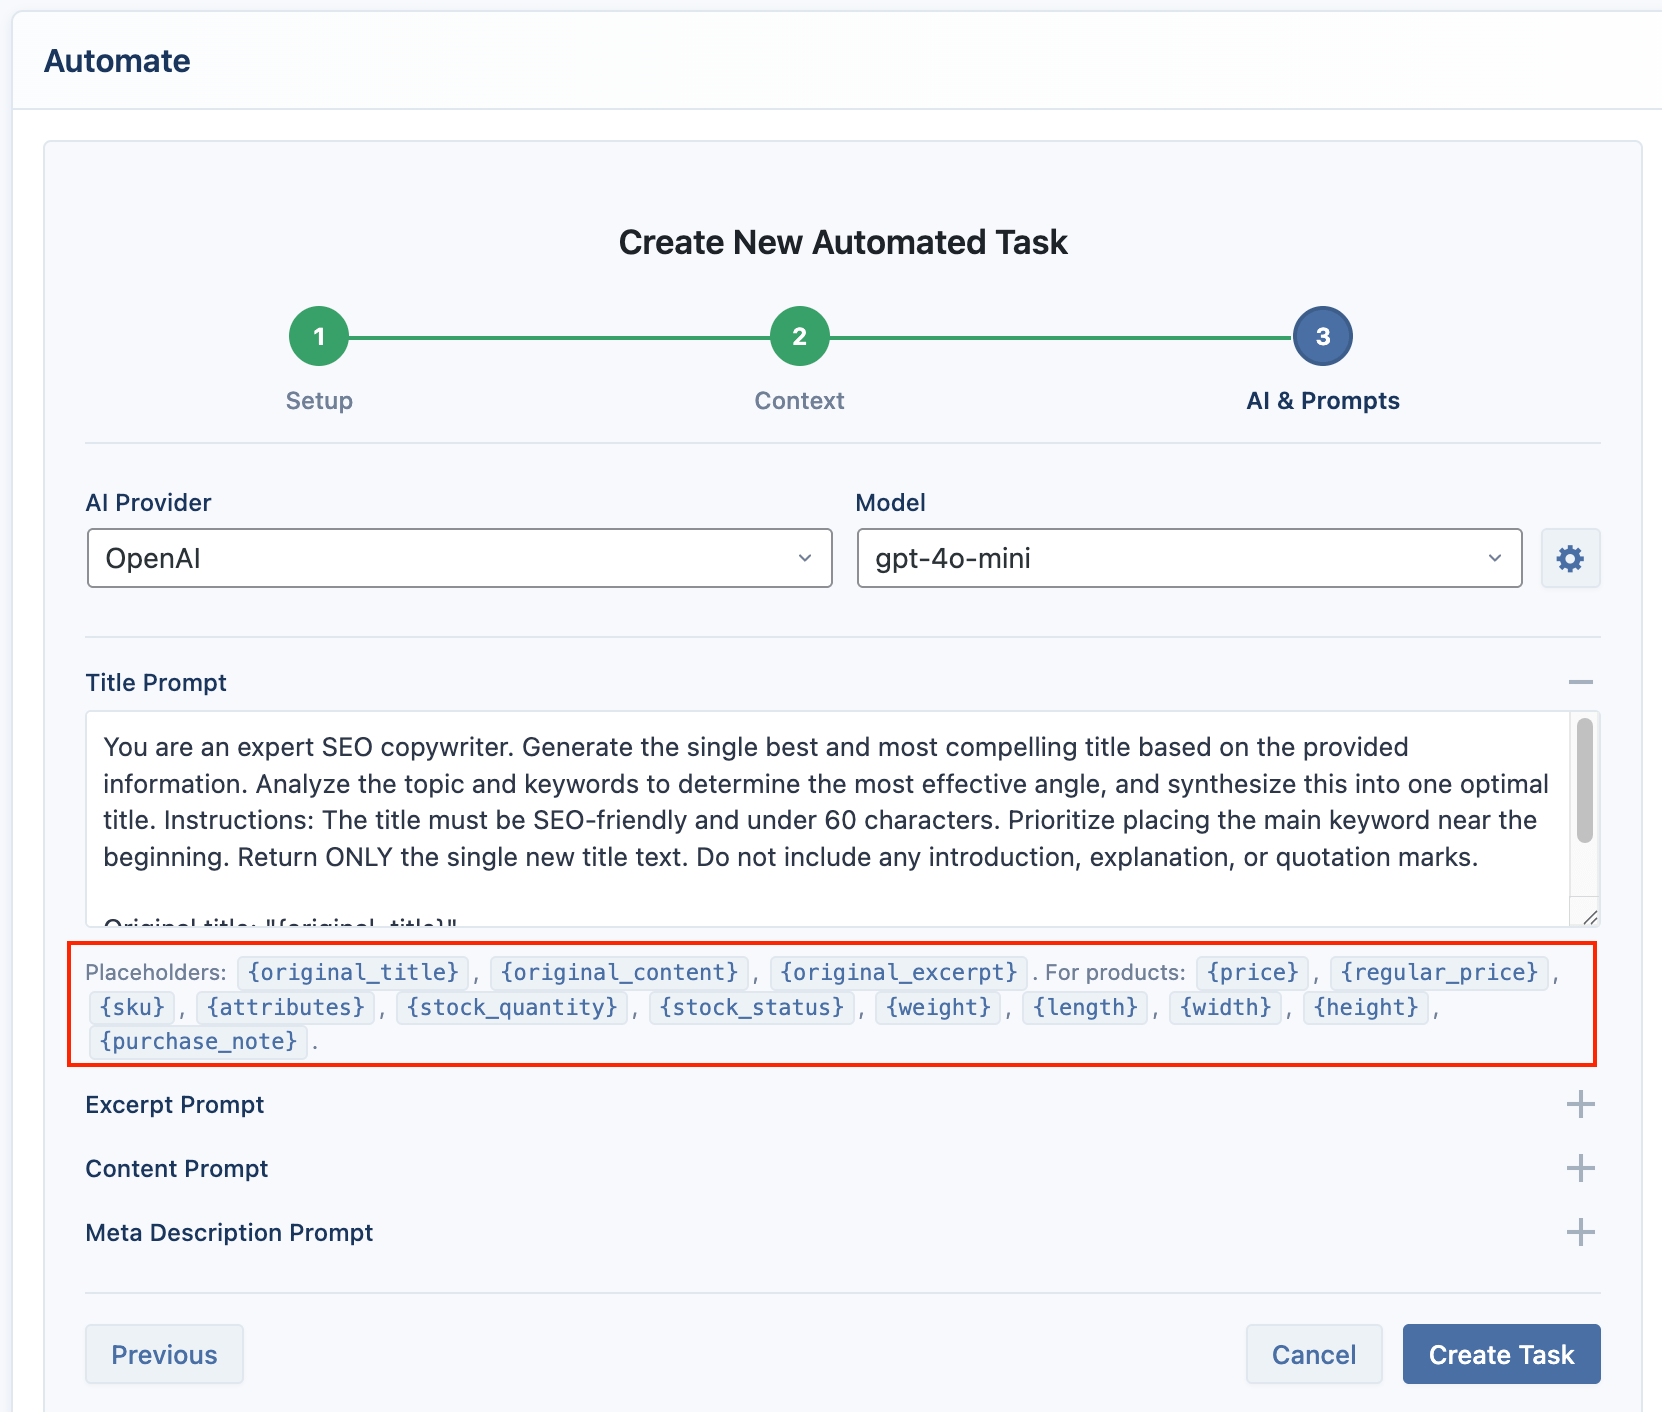 Automate
Create New Automated Task
1 2 3
Setup Context AI & Prompts
AI Provider Model
OpenAI gpt-4o-mini
Title Prompt
You are an expert SEO copywriter. Generate the single best and most compelling title based on the provided
information. Analyze the topic and keywords to determine the most effective angle, and synthesize this into one optimal
title. Instructions: The title must be SEO-friendly and under 60 characters. Prioritize placing the main keyword near the
beginning. Return ONLY the single new title text. Do not include any introduction, explanation, or quotation marks.
Original title: "{original_title}"
Placeholders: {original_title} , {original_content} , {original_excerpt} . For products: {price} , {regular_price} ,
{sku} , {attributes} , {stock_quantity} , {stock_status} , {weight} , {length} , {width} , {height} ,
{purchase_note} .
Excerpt Prompt
Content Prompt
Meta Description Prompt
Previous Cancel Create Task